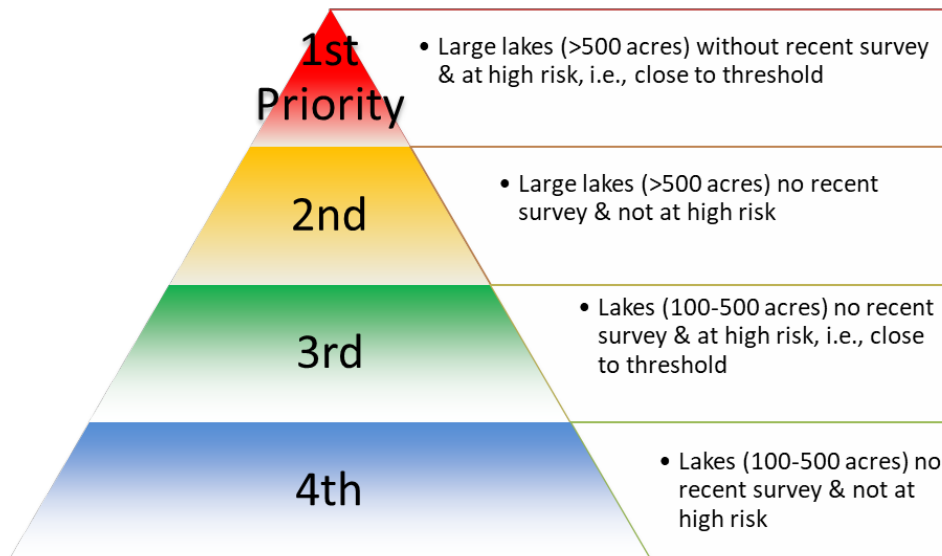 1st
Priority
• Large lakes (>500 acres) without recent survey
& at high risk, i.e., close to threshold
2nd
• Large lakes (>500 acres) no recent
survey & not at high risk
3rd
• Lakes (100-500 acres) no recent
survey & at high risk, i.e., close
to threshold
4th
• Lakes (100-500 acres) no
recent survey & not at
high risk